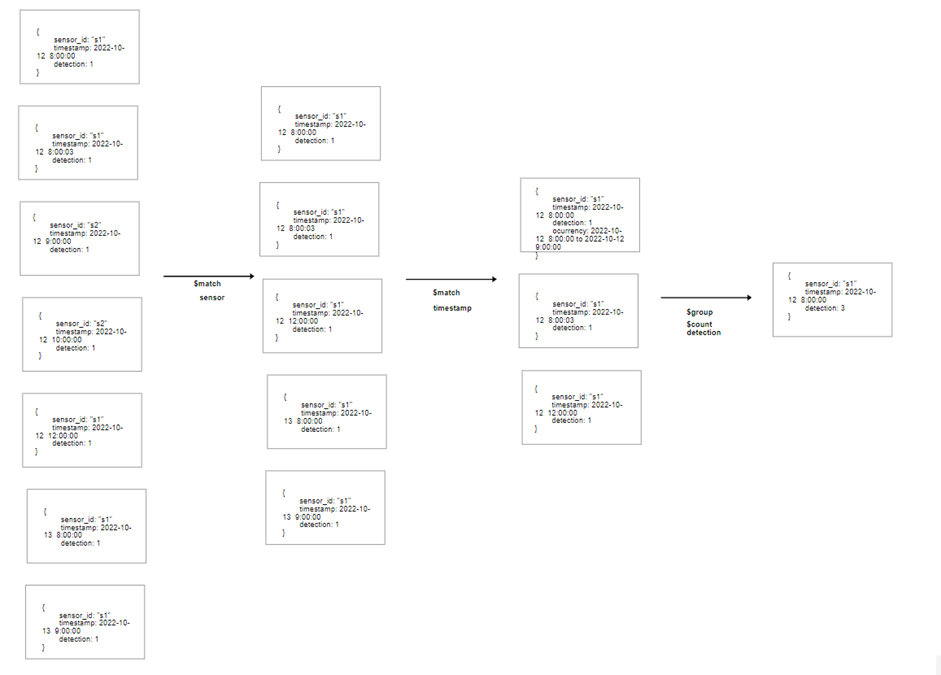 {
sensor_id: "s1"
timestamp: 2022-10-
12 8:00:00
detection: 1
}
{
sensor_id: "s1"
timestamp: 2022-10-
12 8:00:03
detection: 1
}
{
sensor_id: "s2"
timestamp: 2022-10-
12 9:00:00
detection: 1
{
sensor_id: "s2"
timestamp: 2022-10-
12 10:00:00
detection: 1
}
{
sensor_id: "s1"
timestamp: 2022-10-
12 12:00:00
detection: 1
}
{
sensor_id: "s1"
timestamp: 2022-10-
13 8:00:00
detection: 1
{
sensor_id: "s1"
timestamp: 2022-10-
13 9:00:00
detection: 1
}
$match
sensor
{
sensor_id: "s1"
timestamp: 2022-10-
12 8:00:00
detection: 1
}
{
sensor_id: "s1"
timestamp: 2022-10-
12 8:00:03
detection: 1
}
{
sensor_id: "s1"
timestamp: 2022-10-
12 12:00:00
detection: 1
}
{
sensor_id: "s1"
timestamp: 2022-10-
13 8:00:00
detection: 1
{
sensor_id: "s1"
timestamp: 2022-10-
13 9:00:00
detection: 1
}
$match
timestamp
{
sensor_id: "s1"
timestamp: 2022-10-
12 8:00:00
detection: 1
ocurrency: 2022-10-
12 8:00:00 to 2022-10-12
9:00:00
}
{
sensor_id: "s1"
timestamp: 2022-10-
12 8:00:03
detection: 1
}
{
sensor_id: "s1"
timestamp: 2022-10-
12 12:00:00
detection: 1
}
$group
$count
detection
{
sensor_id: "s1"
timestamp: 2022-10-
12 8:00:00
detection: 3
}